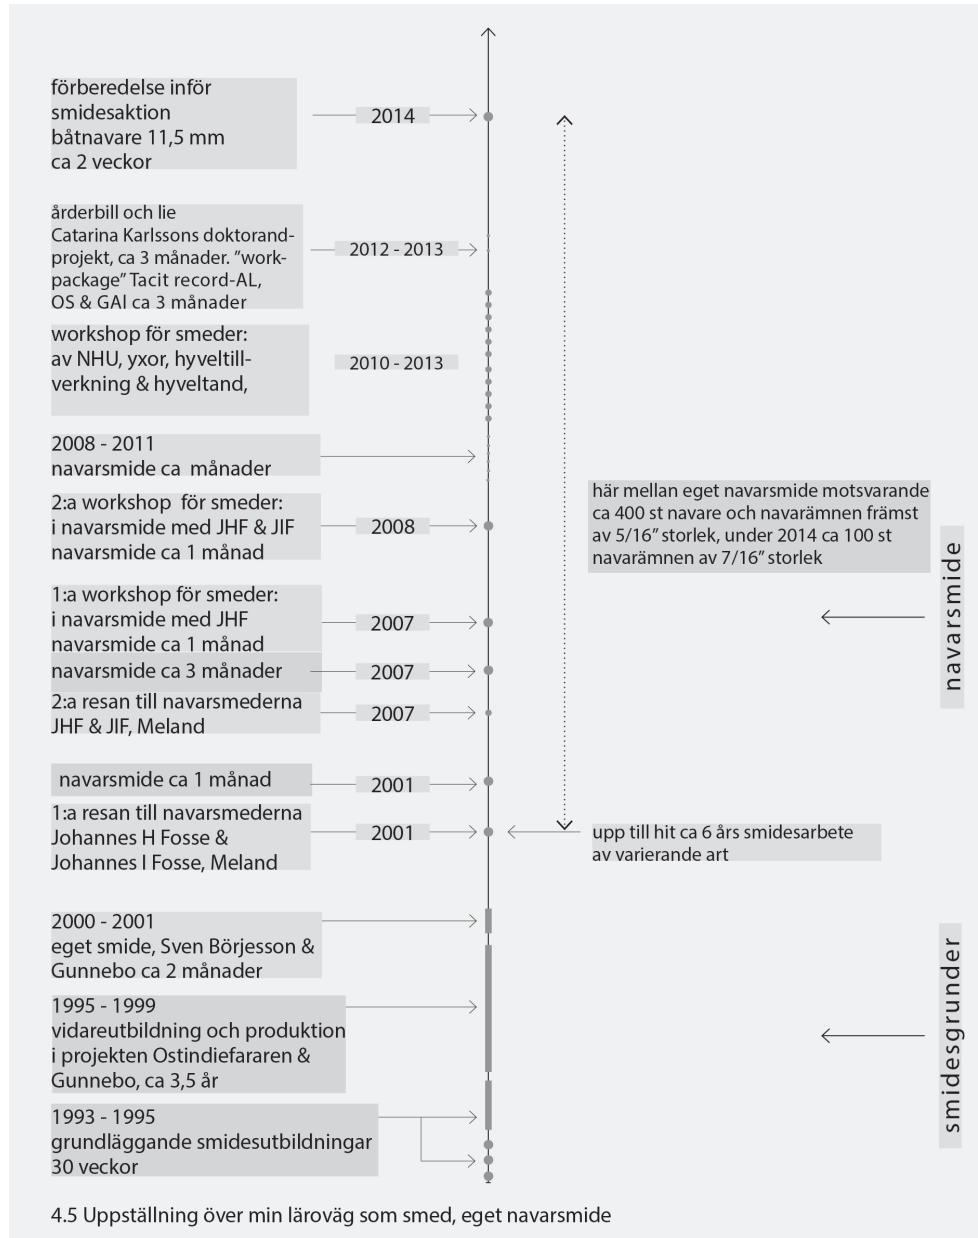 förberedelse inför
smidesaktion
båtnavare 11,5 mm
ca 2 veckor
2014
årderbill och lie
Catarina Karlssons doktorand-
projekt, ca 3 månader. ”work-
package” Tacit record-AL,
OS & GAl ca 3 månader
2012 - 2013
workshop för smeder:
av NHU, yxor, hyveltill-
verkning & hyveltand,
2010 - 2013
2008 - 2011
navarsmide ca  månader
2:a workshop  för smeder:
i navarsmide med JHF & JIF
navarsmide ca 1 månad
2008
1:a workshop för smeder:
i navarsmide med JHF
navarsmide ca 1 månad
2007
navarsmide ca 3 månader
2007
2:a resan till navarsmederna
JHF & JIF, Meland
2007
navarsmide ca 1 månad
2001
1:a resan till navarsmederna
Johannes H Fosse &
Johannes I Fosse, Meland
2001
2000 - 2001
eget smide, Sven Börjesson &
Gunnebo ca 2 månader
1995 - 1999
vidareutbildning och produktion
i projekten Ostindiefararen &
Gunnebo, ca 3,5 år
1993 - 1995
grundläggande smidesutbildningar
30 veckor
här mellan eget navarsmide motsvarande
ca 400 st navare och navarämnen främst
av 5/16” storlek, under 2014 ca 100 st
navarämnen av 7/16” storlek
upp till hit ca 6 års smidesarbete
av varierande art
navarsmide
smidesgrunder
4.5 Uppställning över min läroväg som smed, eget navarsmide